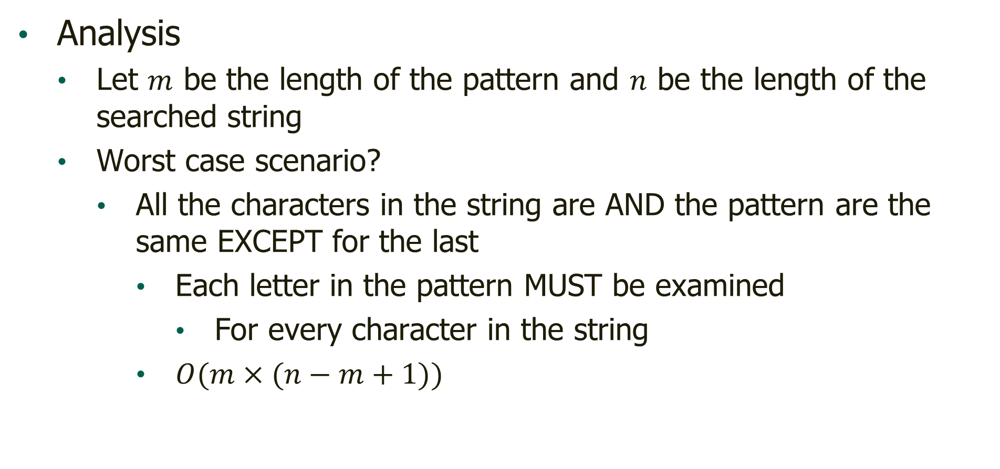 • Analysis
• Let m be the length of the pattern and n be the length of the
searched string
• Worst case scenario?
• All the characters in the string are AND the pattern are the
same EXCEPT for the last
• Each letter in the pattern MUST be examined
• For every character in the string
• O(m × (n − m + 1))